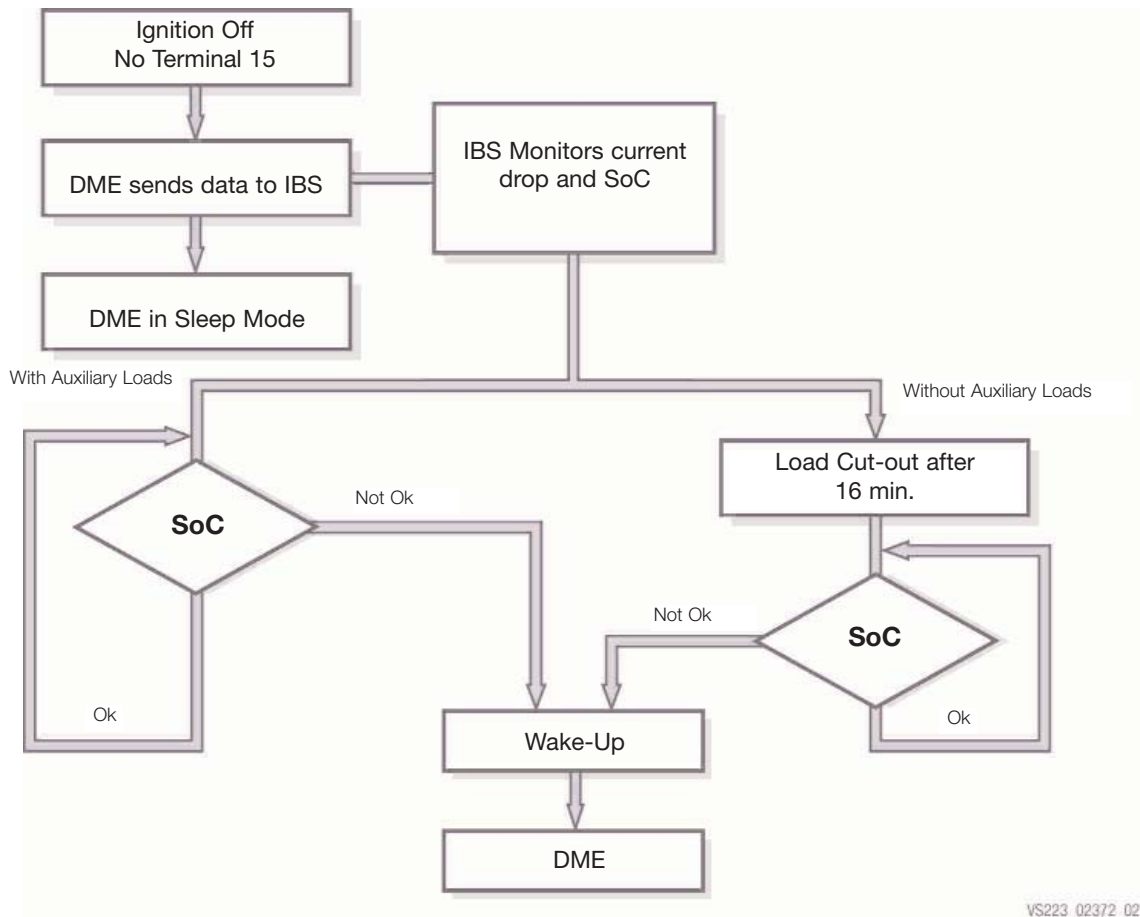 Ignition Off
No Terminal 15
DME sends data to IBS
IBS Monitors current
drop and SoC
DME in Sleep Mode
With Auxiliary Loads
Without Auxiliary Loads
Load Cut-out after
16 min.
SoC
Not Ok
Not Ok
SoC
Ok
Ok
Wake-Up
DME
VS223 02372 02